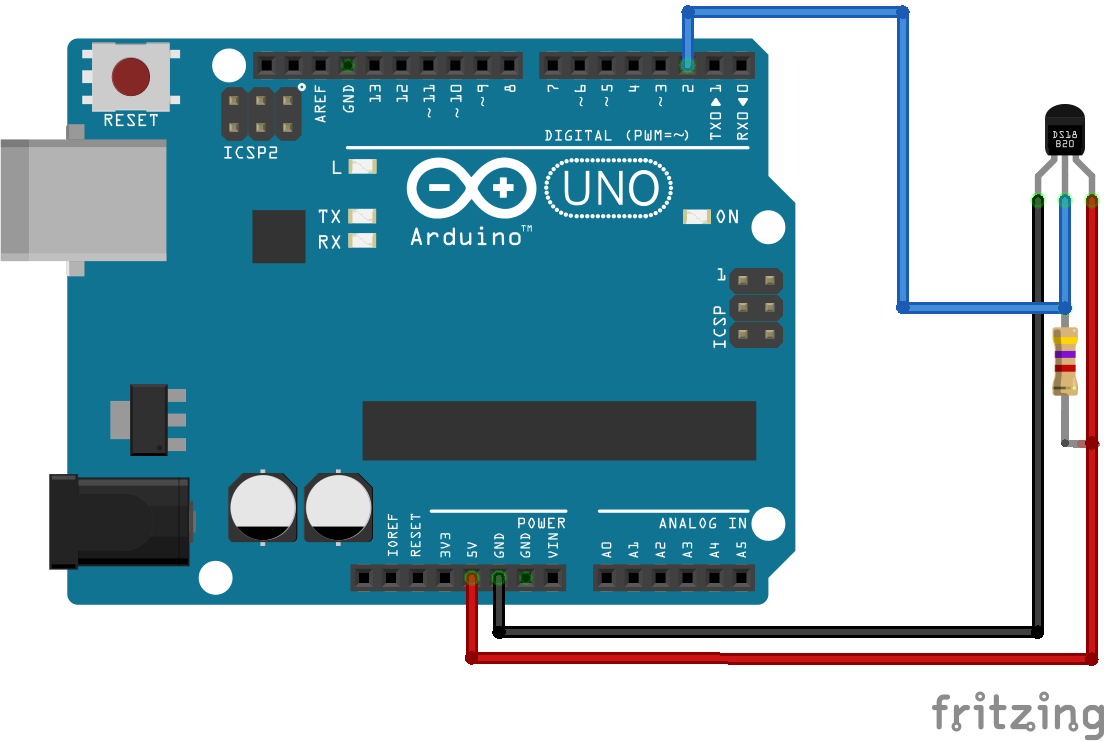 RESET
ICSP2
AREF
GND
13
12
~11
~10
~9
8
7
~6
~5
4
~3
2
TX0▶1
RX0◀0
DIGITAL (PWM=~)
L
TX
RX
Arduino™
UNO
ON
1
ICSP
DS18
B20
POWER
ANALOG IN
IOREF
RESET
3V3
5V
GND
GND
VIN
A0
A1
A2
A3
A4
A5
fritzing